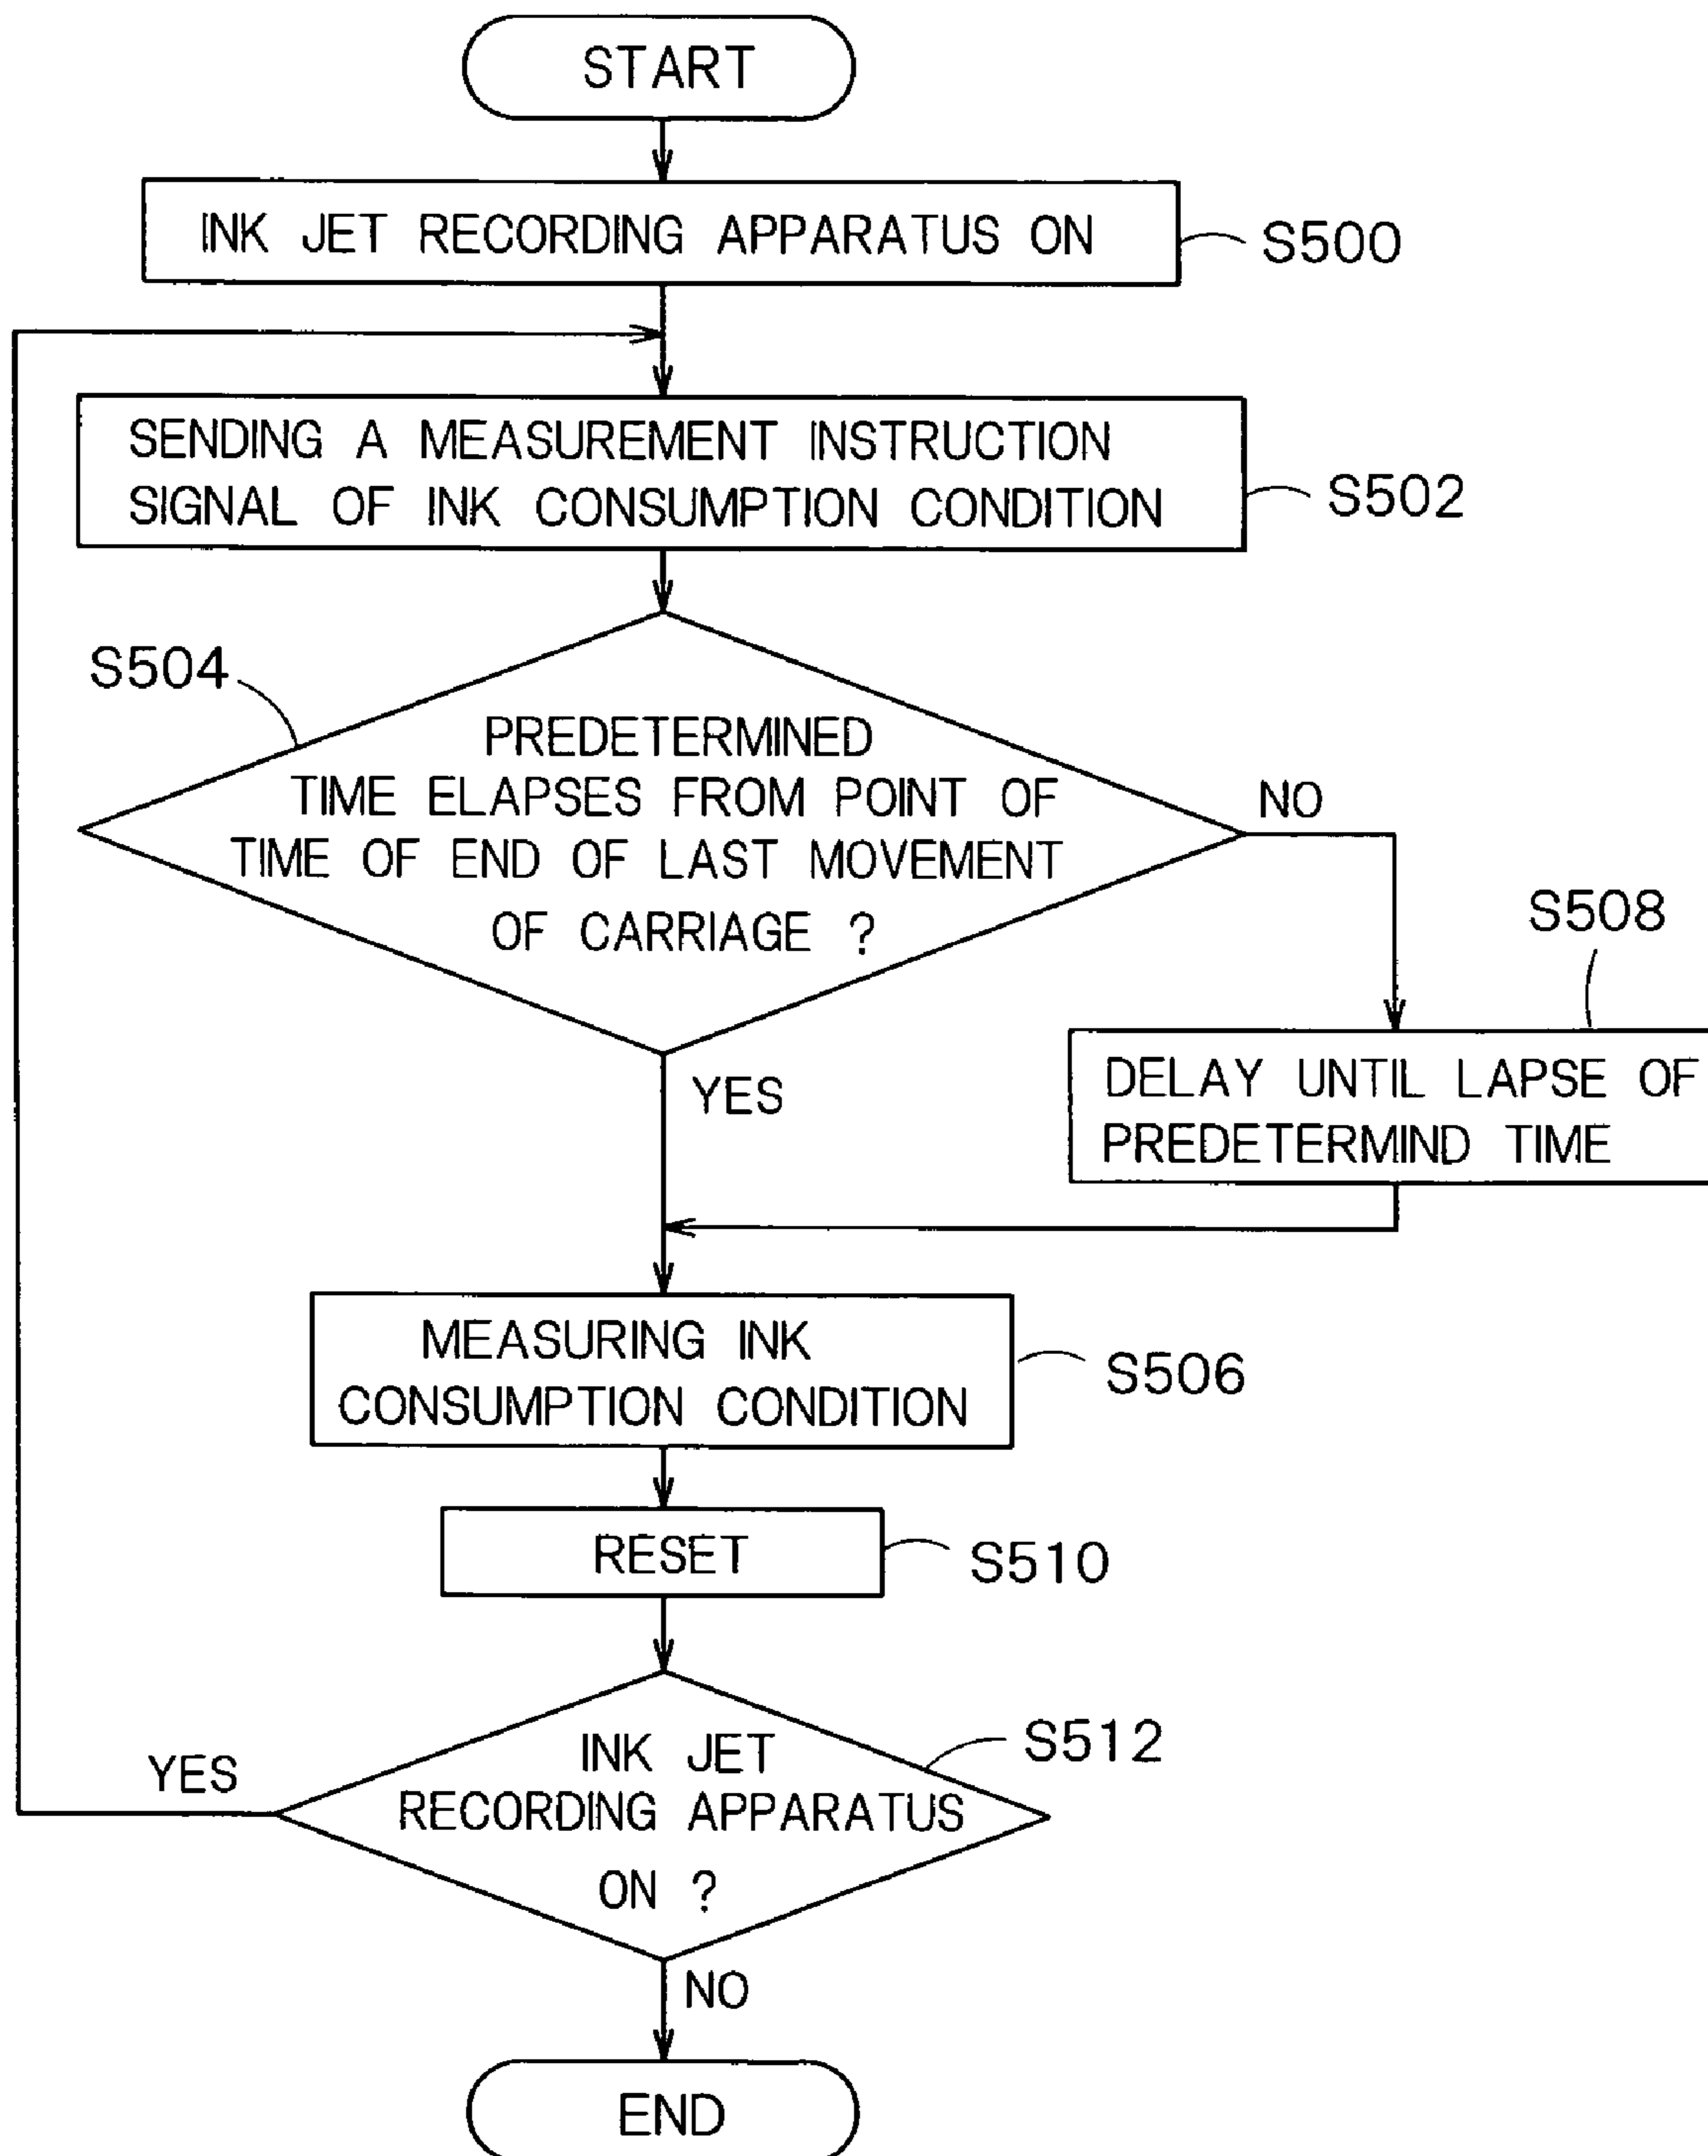 START
INK JET RECORDING APPARATUS ON
S500
SENDING A MEASUREMENT INSTRUCTION
SIGNAL OF INK CONSUMPTION CONDITION
S502
S504
PREDETERMINED
TIME ELAPSES FROM POINT OF
TIME OF END OF LAST MOVEMENT
OF CARRIAGE ?
NO
YES
S508
DELAY UNTIL LAPSE OF
PREDETERMIND TIME
MEASURING INK
CONSUMPTION CONDITION
S506
RESET
S510
INK JET
RECORDING APPARATUS
ON ?
S512
YES
NO
END